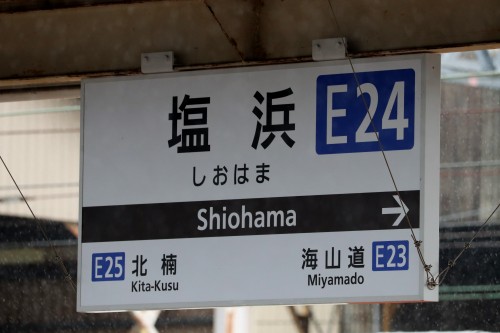 塩浜 E24
しおはま
Shiohama →
E25 北楠 海山道 E23
Kita-Kusu Miyamado